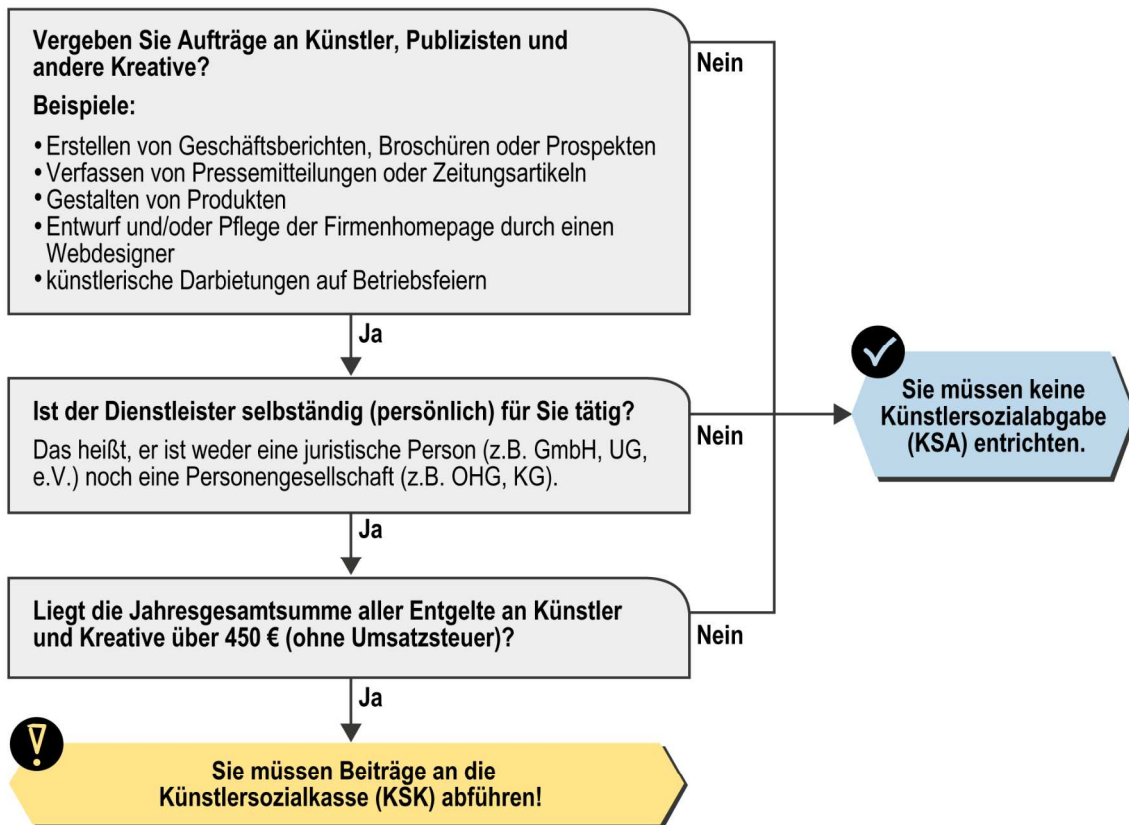 Vergeben Sie Aufträge an Künstler, Publizisten und
andere Kreative?
Beispiele:
• Erstellen von Geschäftsberichten, Broschüren oder Prospekten
• Verfassen von Pressemitteilungen oder Zeitungsartikeln
• Gestalten von Produkten
• Entwurf und/oder Pflege der Firmenhomepage durch einen
Webdesigner
• künstlerische Darbietungen auf Betriebsfeiern
Nein
Ja
Ist der Dienstleister selbständig (persönlich) für Sie tätig?
Das heißt, er ist weder eine juristische Person (z.B. GmbH, UG,
e.V.) noch eine Personengesellschaft (z.B. OHG, KG).
Nein
Sie müssen keine
Künstlersozialabgabe
(KSA) entrichten.
Ja
Liegt die Jahresgesamtsumme aller Entgelte an Künstler
und Kreative über 450 € (ohne Umsatzsteuer)?
Nein
Ja
Sie müssen Beiträge an die
Künstlersozialkasse (KSK) abführen!